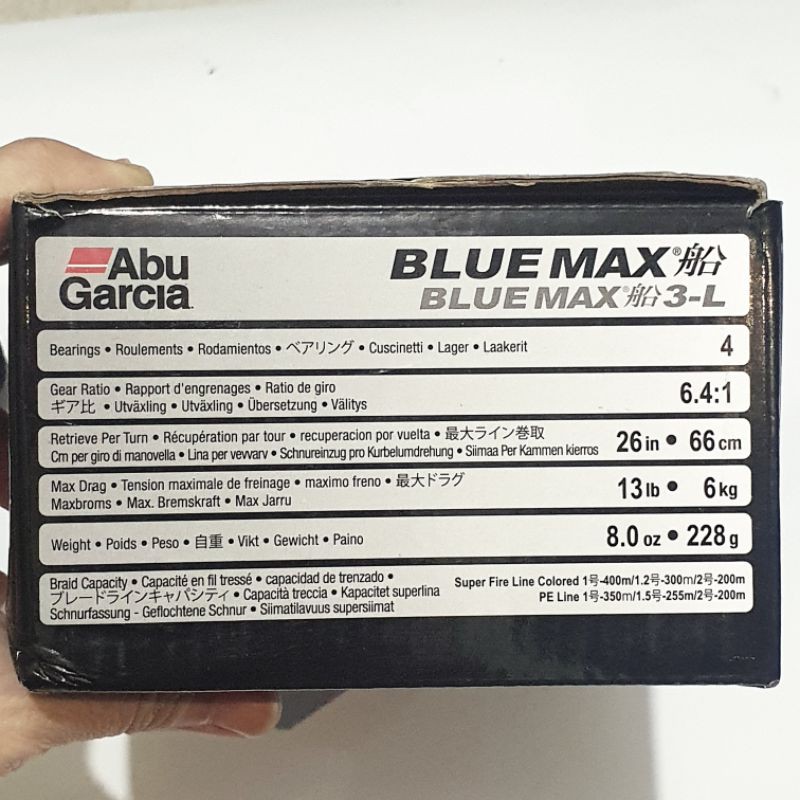 Abu
Garcia
BLUE MAX® 船
BLUE MAX® 船 3-L
Bearings • Roulements • Rodamientos • ベアリング • Cuscinetti • Lager • Laakerit 4
Gear Ratio • Rapport d'engrenages • Ratio de giro
ギア比 • Utväxling • Utväxling • Übersetzung • Välitys
6.4:1
Retrieve Per Turn • Récupération par tour • recuperacion por vuelta • 最大ライン巻取
Cm per giro di manovella • Lina per vevvarv • Schnureinzug pro Kurbelumdrehung • Siimaa Per Kammen kierros
26 in • 66 cm
Max Drag • Tension maximale de freinage • maximo freno • 最大ドラグ
Maxbroms • Max. Bremskraft • Max Jarru
13 lb • 6 kg
Weight • Poids • Peso • 自重 • Vikt • Gewicht • Paino 8.0 oz • 228 g
Braid Capacity • Capacité en fil tressé • capacidad de trenzado •
ブレードラインキャパシティ • Capacità treccia • Kapacitet superlina
Schnurfassung - Geflochtene Schnur • Siimatilavuus supersiimat
Super Fire Line Colored 1号-400m/1.2号-300m/2号-200m
PE Line 1号-350m/1.5号-255m/2号-200m